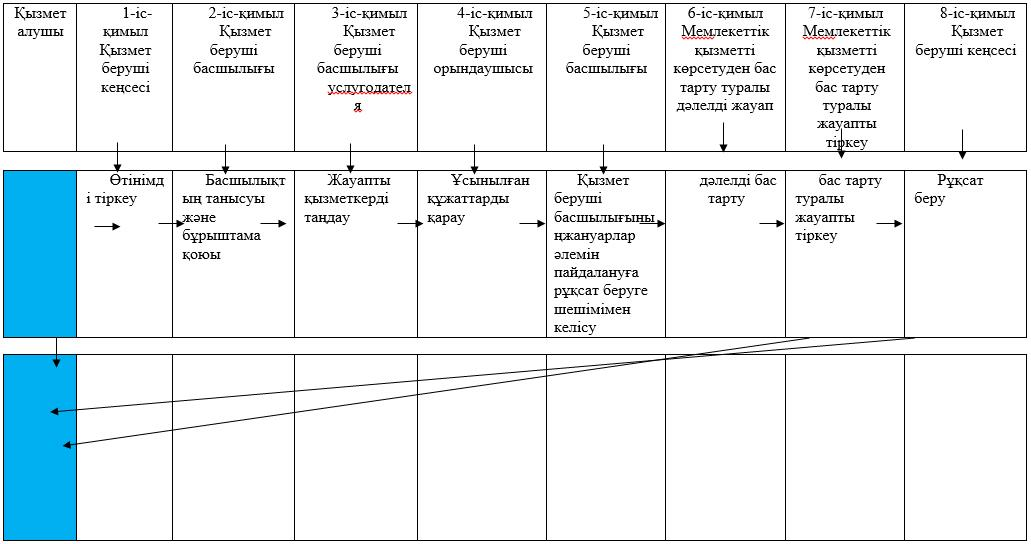 Қызмет
алушы
1-іс-
қимыл
Қызмет
беруші
кеңсесі
2-іс-қимыл
Қызмет
беруші
басшылығы
3-іс-қимыл
Қызмет
беруші
басшылығы
услугодател
я
4-іс-қимыл
Қызмет
беруші
орындаушысы
5-іс-қимыл
Қызмет
беруші
басшылығы
6-іс-қимыл
Мемлекеттік
қызметті
көрсетуден бас
тарту туралы
дәлелді жауап
7-іс-қимыл
Мемлекеттік
қызметті
көрсетуден
бас тарту
туралы
жауапты
тіркеу
8-іс-қимыл
Қызмет
беруші кеңсесі
Өтінімд
і тіркеу
Басшылықт
ың танысуы
және
бұрыштама
қоюы
Жауапты
қызметкерді
таңдау
Ұсынылған
құжаттарды
қарау
Қызмет
беруші
басшылығыны
ңжануарлар
әлемін
пайдалануға
рұқсат беруге
шешімімен
келісу
дәлелді бас
тарту
бас тарту
туралы
жауапты
тіркеу
Рұқсат
беру